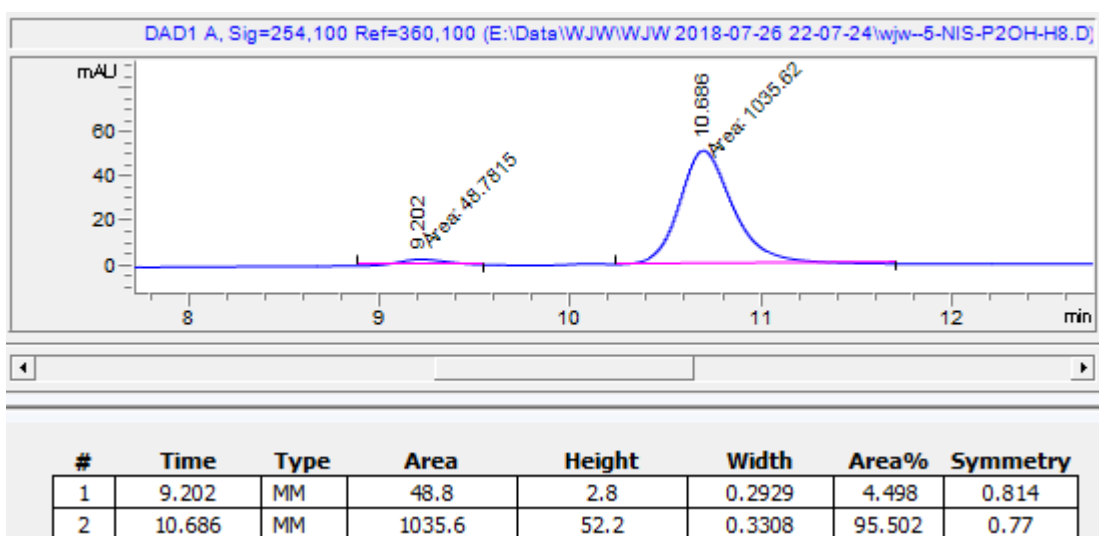 DAD1 A, Sig=254,100 Ref=360,100 (E:\Data\WJW\WJW 2018-07-26 22-07-24\wjw--5-NIS-P2OH-H8.D)
mAU
60
40
20
0
9.202
Area: 48.7815
10.686
Area: 1035.62
8 9 10 11 12 min
# Time Type Area Height Width Area% Symmetry
1 9.202 MM 48.8 2.8 0.2929 4.498 0.814
2 10.686 MM 1035.6 52.2 0.3308 95.502 0.77